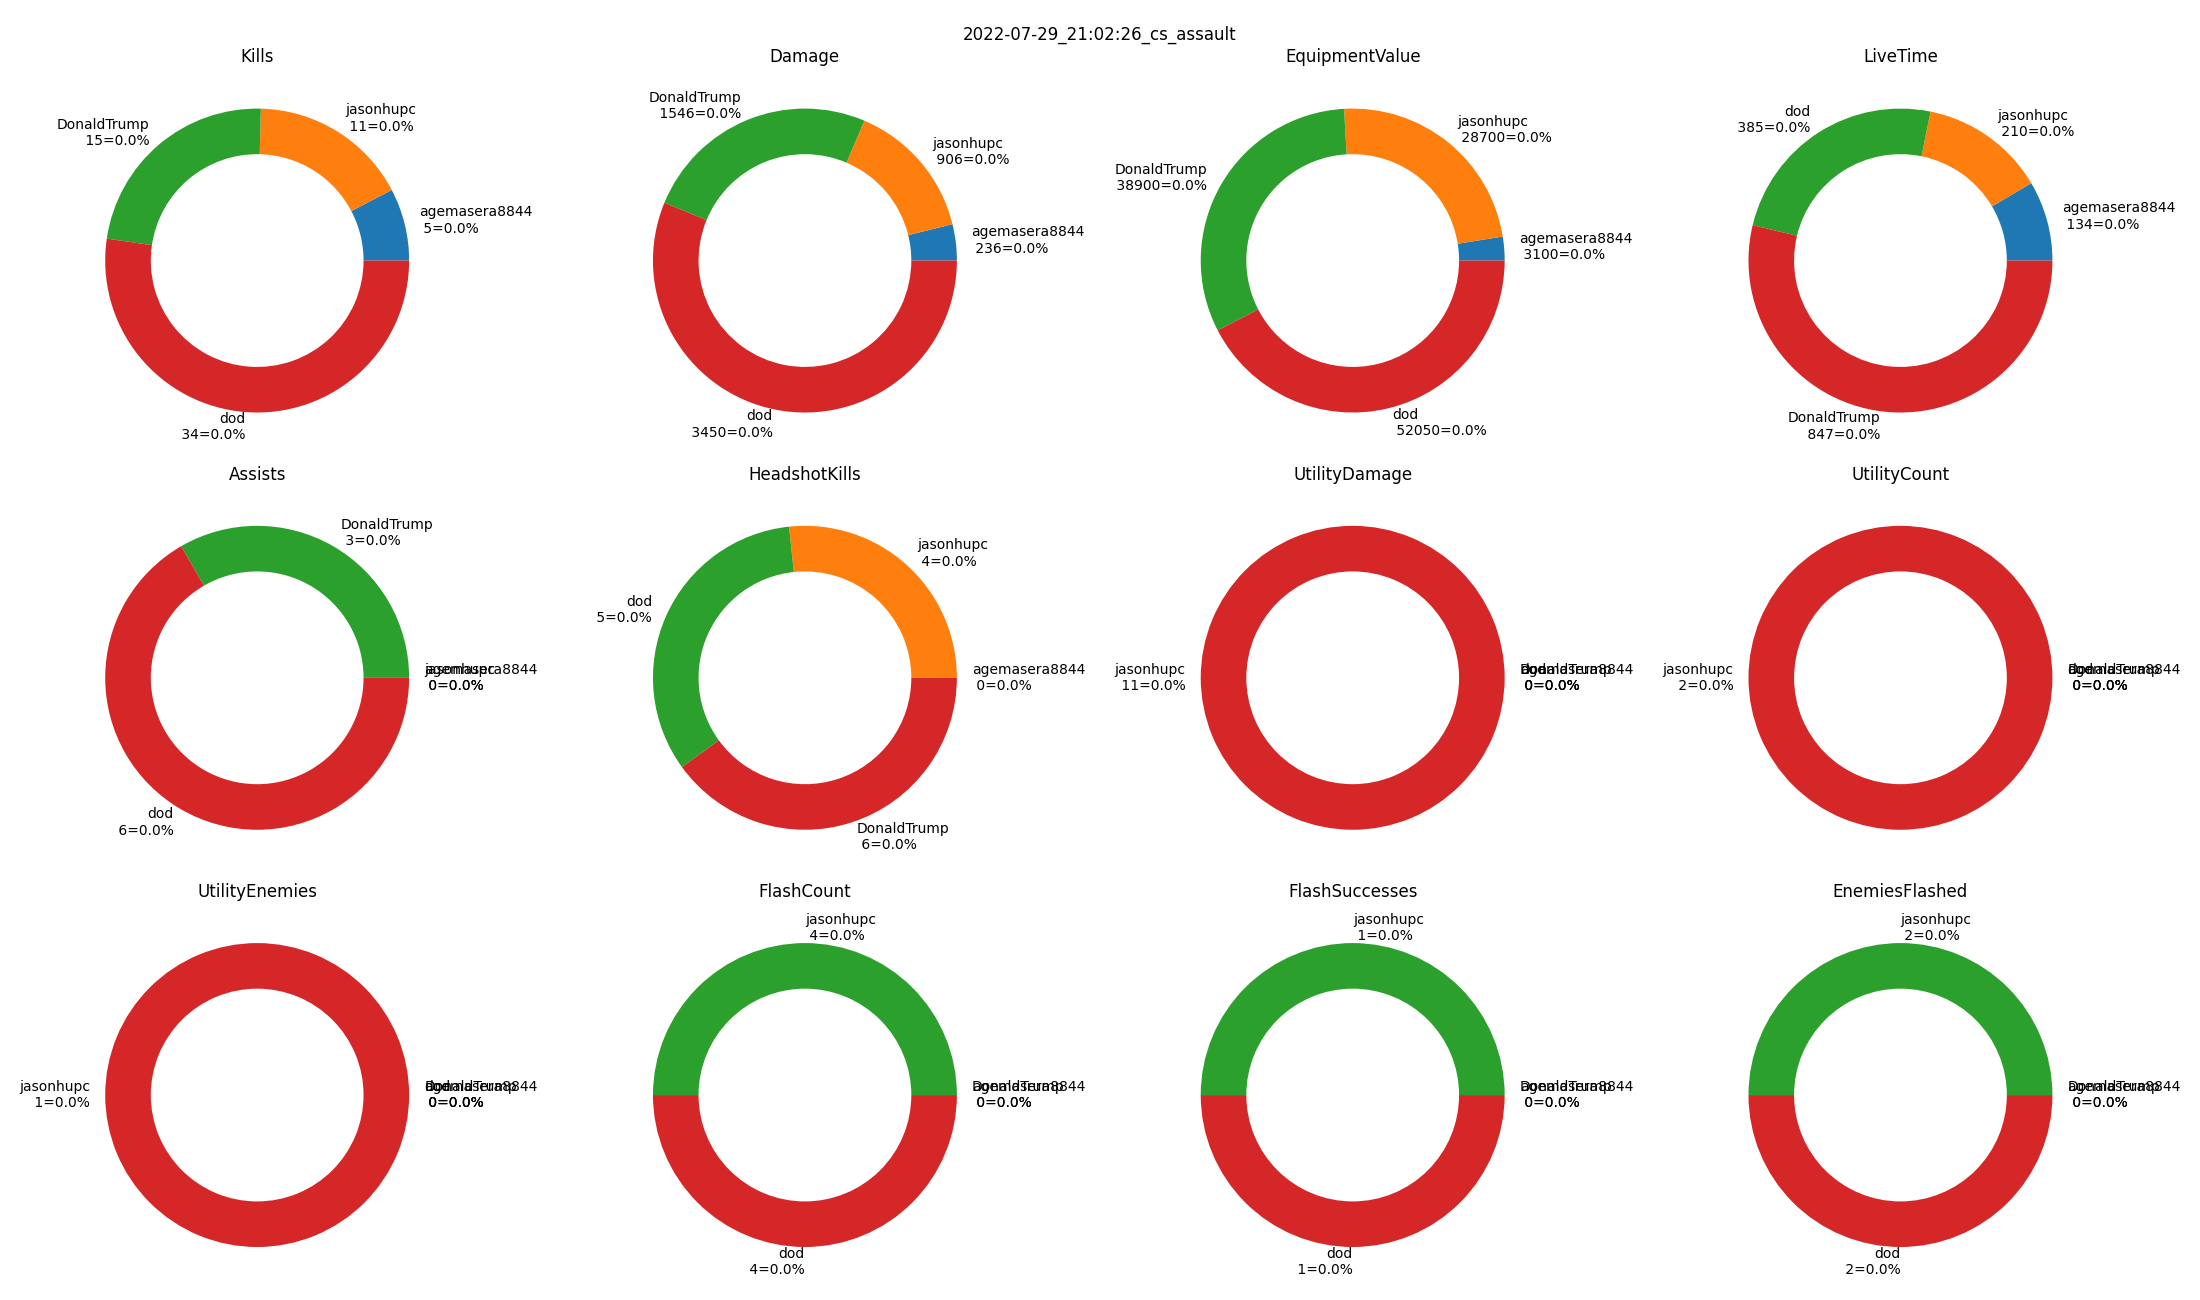 2022-07-29_21:02:26_cs_assault
Kills
jasonhupc
11=0.0%
DonaldTrump
15=0.0%
agemasera8844
5=0.0%
dod
34=0.0%
Damage
DonaldTrump
1546=0.0%
jasonhupc
906=0.0%
agemasera8844
236=0.0%
dod
3450=0.0%
EquipmentValue
jasonhupc
28700=0.0%
DonaldTrump
38900=0.0%
agemasera8844
3100=0.0%
dod
52050=0.0%
LiveTime
dod
385=0.0%
jasonhupc
210=0.0%
agemasera8844
134=0.0%
DonaldTrump
847=0.0%
Assists
DonaldTrump
3=0.0%
jasonhupc
agemasera8844
0=0.0%
dod
6=0.0%
HeadshotKills
jasonhupc
4=0.0%
dod
5=0.0%
agemasera8844
0=0.0%
DonaldTrump
6=0.0%
UtilityDamage
jasonhupc
11=0.0%
0=0.0%
UtilityCount
jasonhupc
2=0.0%
0=0.0%
UtilityEnemies
jasonhupc
1=0.0%
0=0.0%
FlashCount
jasonhupc
4=0.0%
DonaldTrump
agemasera8844
0=0.0%
dod
4=0.0%
FlashSuccesses
jasonhupc
1=0.0%
DonaldTrump
agemasera8844
0=0.0%
dod
1=0.0%
EnemiesFlashed
jasonhupc
2=0.0%
DonaldTrump
agemasera8844
0=0.0%
dod
2=0.0%